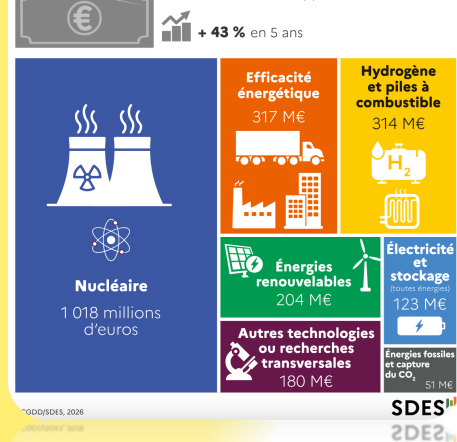 €
+ 43 % en 5 ans
Nucléaire
1 018 millions
d'euros
Efficacité
énergétique
317 M€
Hydrogène
et piles à
combustible
314 M€
H2
Énergies
renouvelables
204 M€
Électricité
et
stockage
(toutes énergies)
123 M€
Autres technologies
ou recherches
transversales
180 M€
Énergies fossiles
et capture
du CO2
51 M€
CGDD/SDES, 2026
SDES